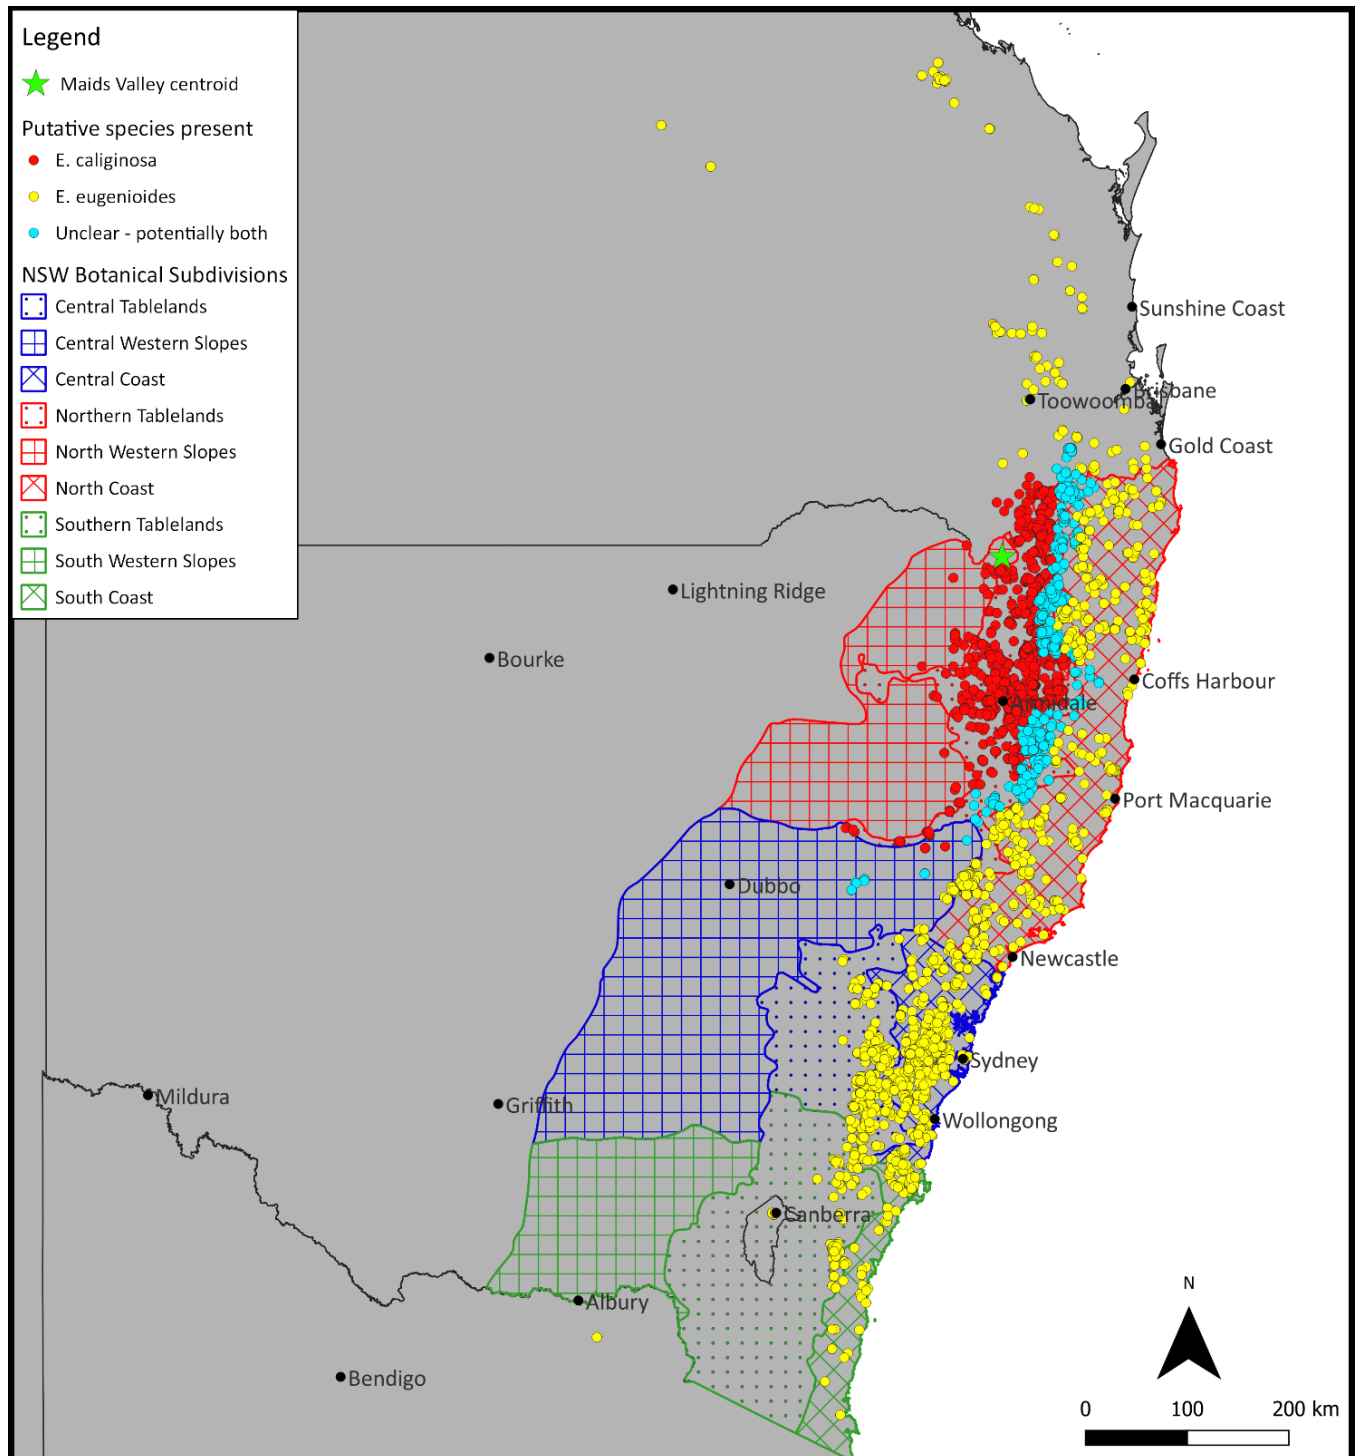 Legend
Maids Valley centroid
Putative species present
E. caliginosa
E. eugenioides
Unclear - potentially both
NSW Botanical Subdivisions
Central Tablelands
Central Western Slopes
Central Coast
Northern Tablelands
North Western Slopes
North Coast
Southern Tablelands
South Western Slopes
South Coast
Sunshine Coast
Brisbane
Toowoomba
Gold Coast
Lightning Ridge
Bourke
Coffs Harbour
Armidale
Port Macquarie
Dubbo
Newcastle
Sydney
Mildura
Griffith
Wollongong
Canberra
Albury
Bendigo
N
0 100 200 km